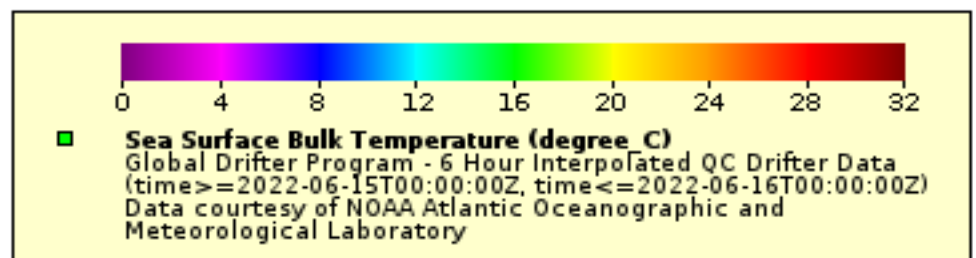 0 4 8 12 16 20 24 28 32
Sea Surface Bulk Temperature (degree_C)
Global Drifter Program - 6 Hour Interpolated QC Drifter Data
(time>=2022-06-15T00:00:00Z, time<=2022-06-16T00:00:00Z)
Data courtesy of NOAA Atlantic Oceanographic and
Meteorological Laboratory